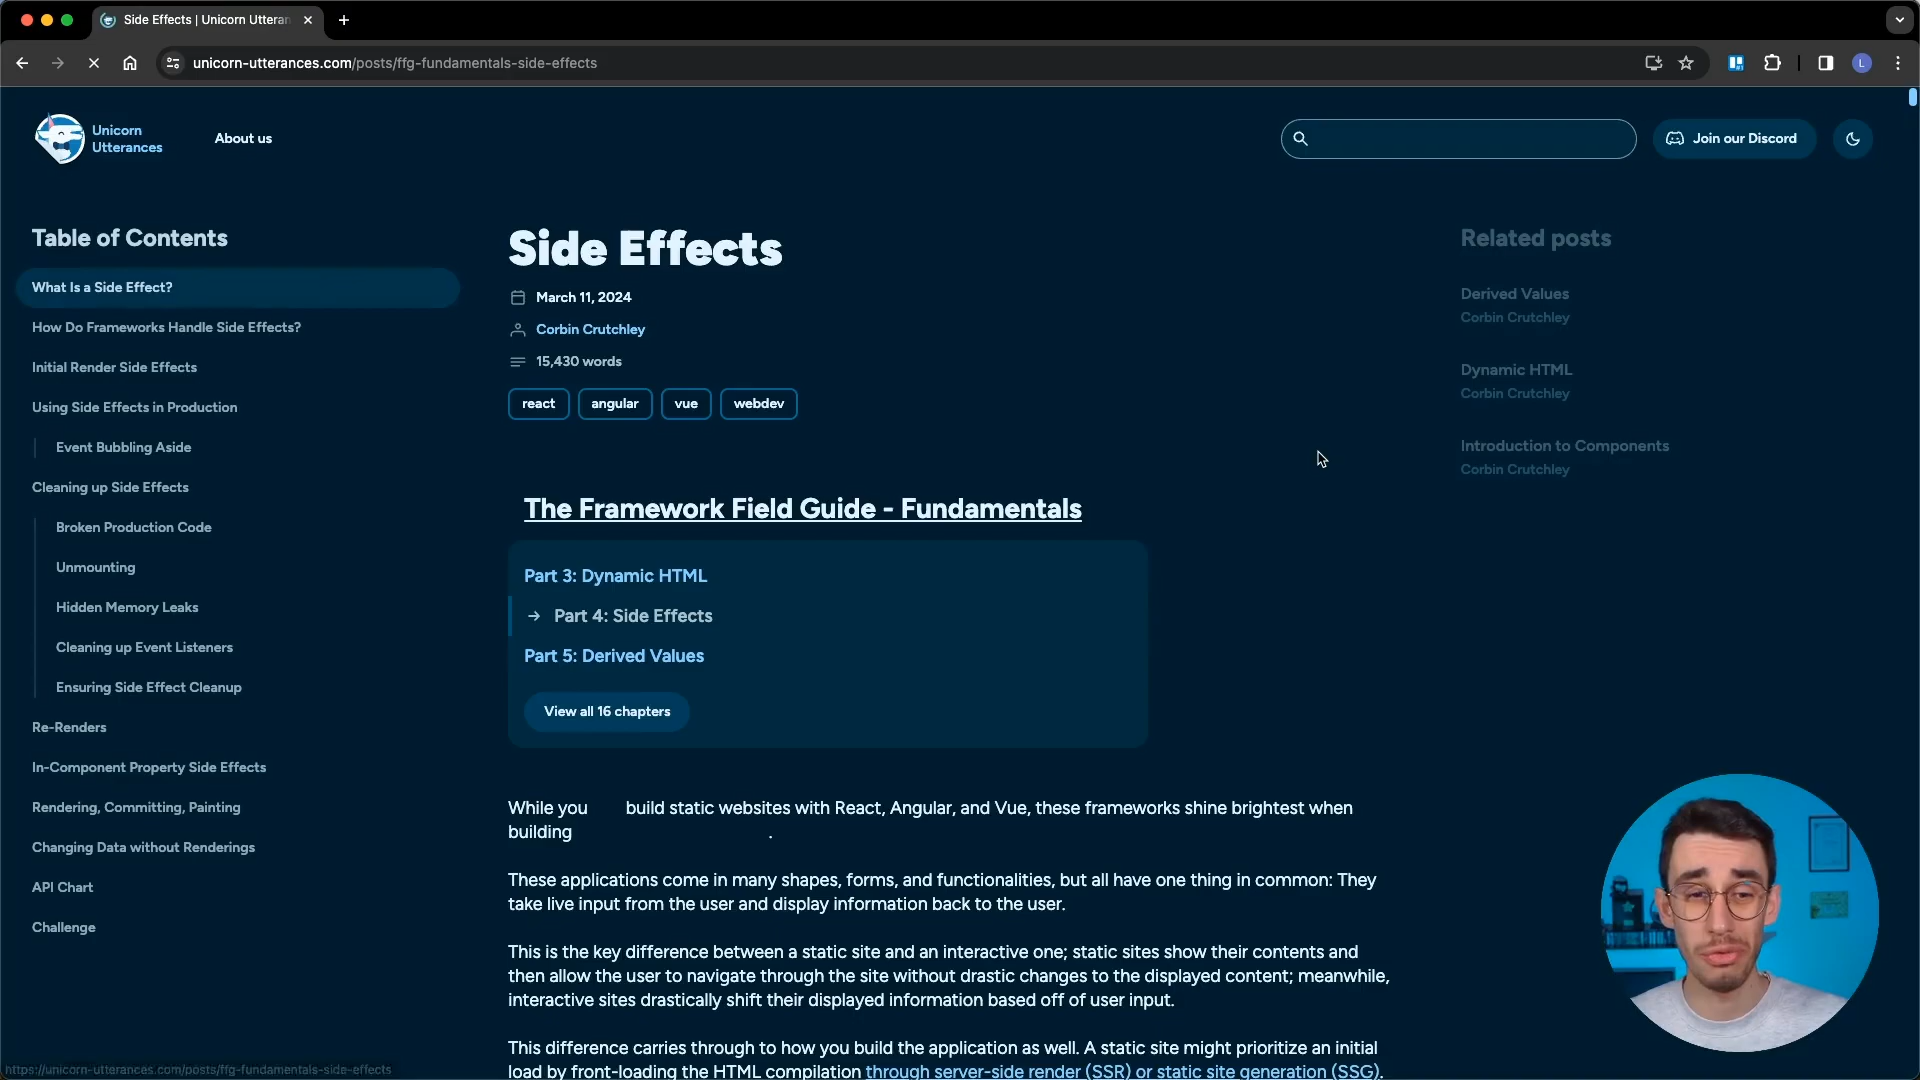 Side Effects | Unicorn Utteran
unicorn-utterances.com/posts/ffg-fundamentals-side-effects
L
Unicorn
Utterances
About us
Join our Discord
Table of Contents
What Is a Side Effect?
How Do Frameworks Handle Side Effects?
Initial Render Side Effects
Using Side Effects in Production
Event Bubbling Aside
Cleaning up Side Effects
Broken Production Code
Unmounting
Hidden Memory Leaks
Cleaning up Event Listeners
Ensuring Side Effect Cleanup
Re-Renders
In-Component Property Side Effects
Rendering, Committing, Painting
Changing Data without Renderings
API Chart
Challenge
Side Effects
March 11, 2024
Corbin Crutchley
15,430 words
react angular vue webdev
The Framework Field Guide - Fundamentals
Part 3: Dynamic HTML
→ Part 4: Side Effects
Part 5: Derived Values
View all 16 chapters
While you build static websites with React, Angular, and Vue, these frameworks shine brightest when
building .
These applications come in many shapes, forms, and functionalities, but all have one thing in common: They
take live input from the user and display information back to the user.
This is the key difference between a static site and an interactive one; static sites show their contents and
then allow the user to navigate through the site without drastic changes to the displayed content; meanwhile,
interactive sites drastically shift their displayed information based off of user input.
This difference carries through to how you build the application as well. A static site might prioritize an initial
load by front-loading the HTML compilation through server-side render (SSR) or static site generation (SSG).
Related posts
Derived Values
Corbin Crutchley
Dynamic HTML
Corbin Crutchley
Introduction to Components
Corbin Crutchley
https://unicorn-utterances.com/posts/ffg-fundamentals-side-effects